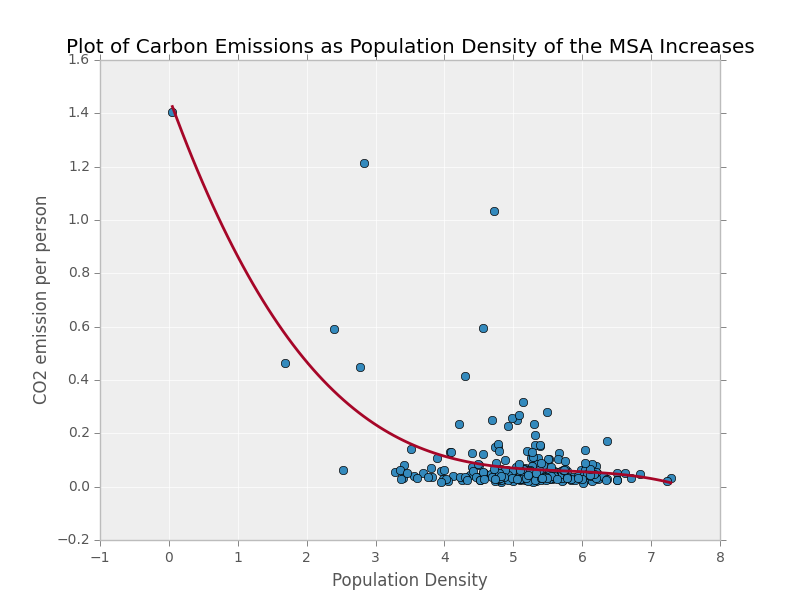 Plot of Carbon Emissions as Population Density of the MSA Increases
1.6
1.4
1.2
1.0
0.8
0.6
0.4
0.2
0.0
−0.2
CO2 emission per person
−1 0 1 2 3 4 5 6 7 8
Population Density